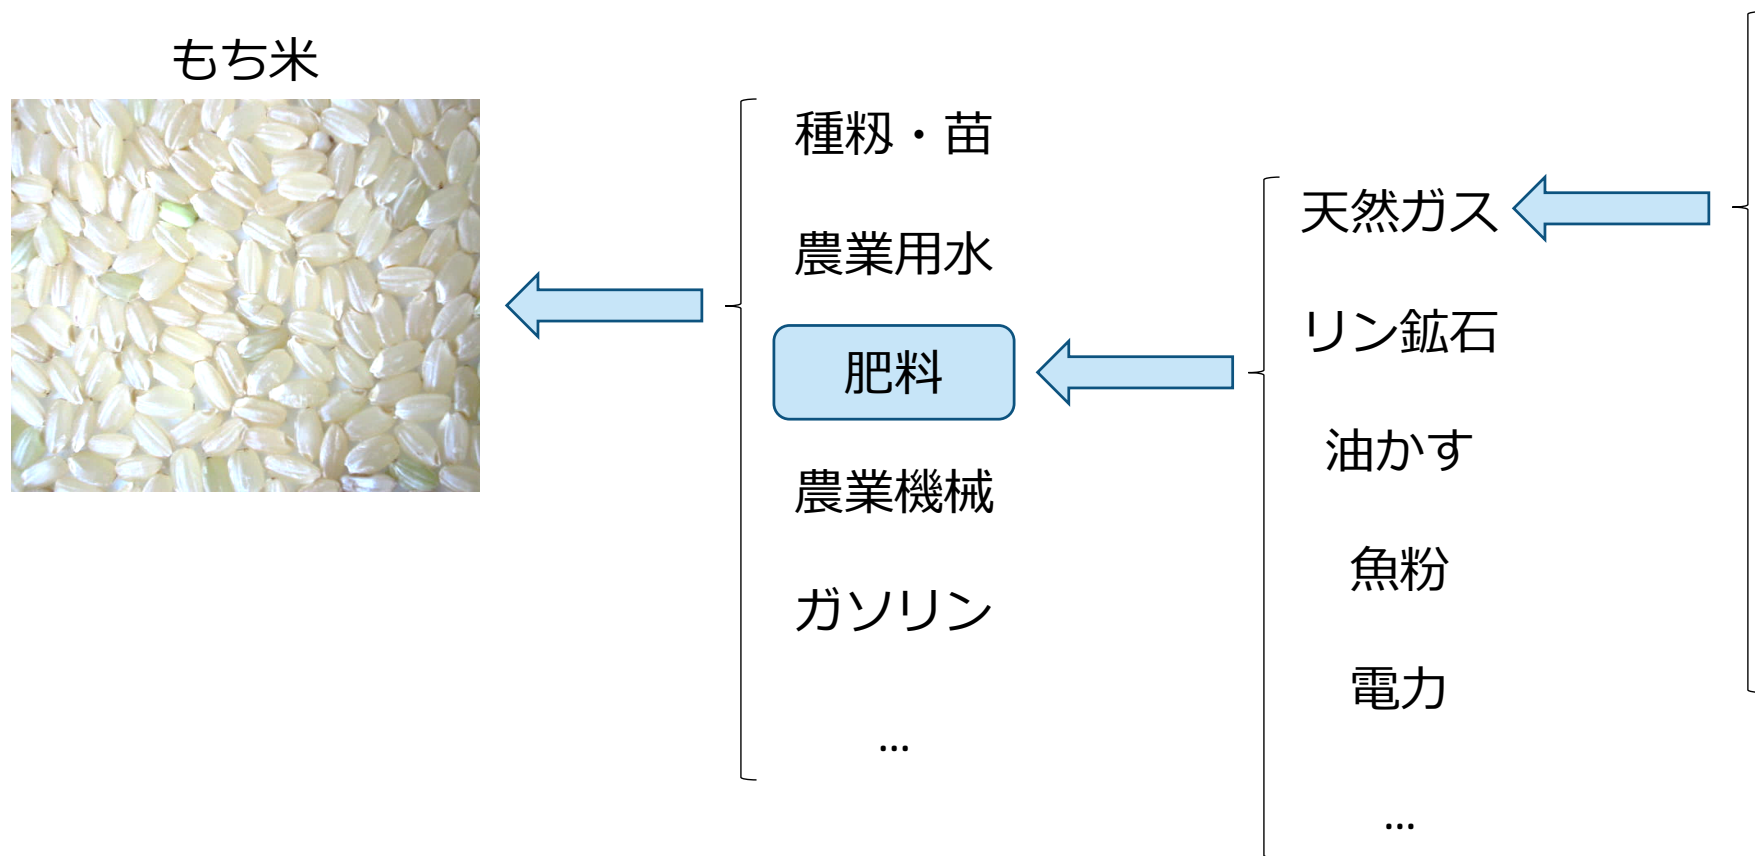 もち米
種籾・苗
農業用水
肥料
農業機械
ガソリン
…
天然ガス
リン鉱石
油かす
魚粉
電力
…